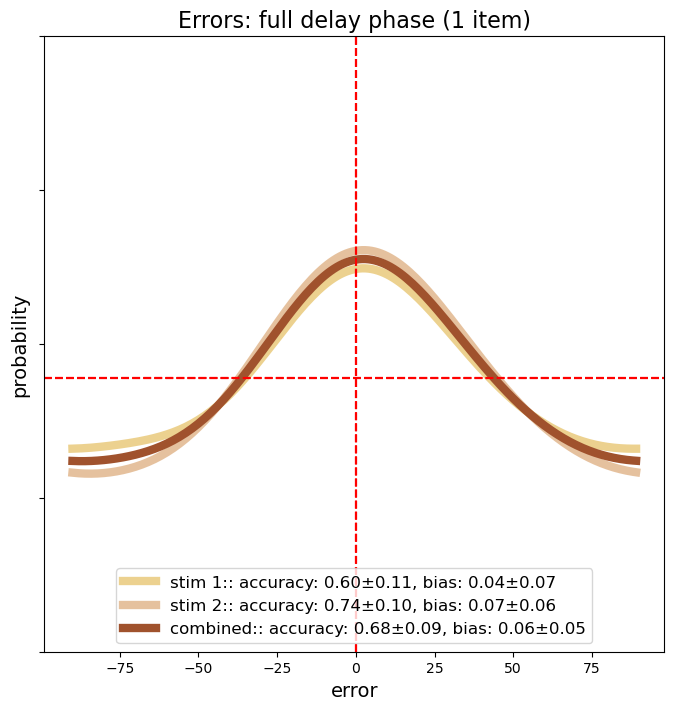 Errors: full delay phase (1 item)
probability
stim 1:: accuracy: 0.60±0.11, bias: 0.04±0.07
stim 2:: accuracy: 0.74±0.10, bias: 0.07±0.06
combined:: accuracy: 0.68±0.09, bias: 0.06±0.05
−75 −50 −25 0 25 50 75
error